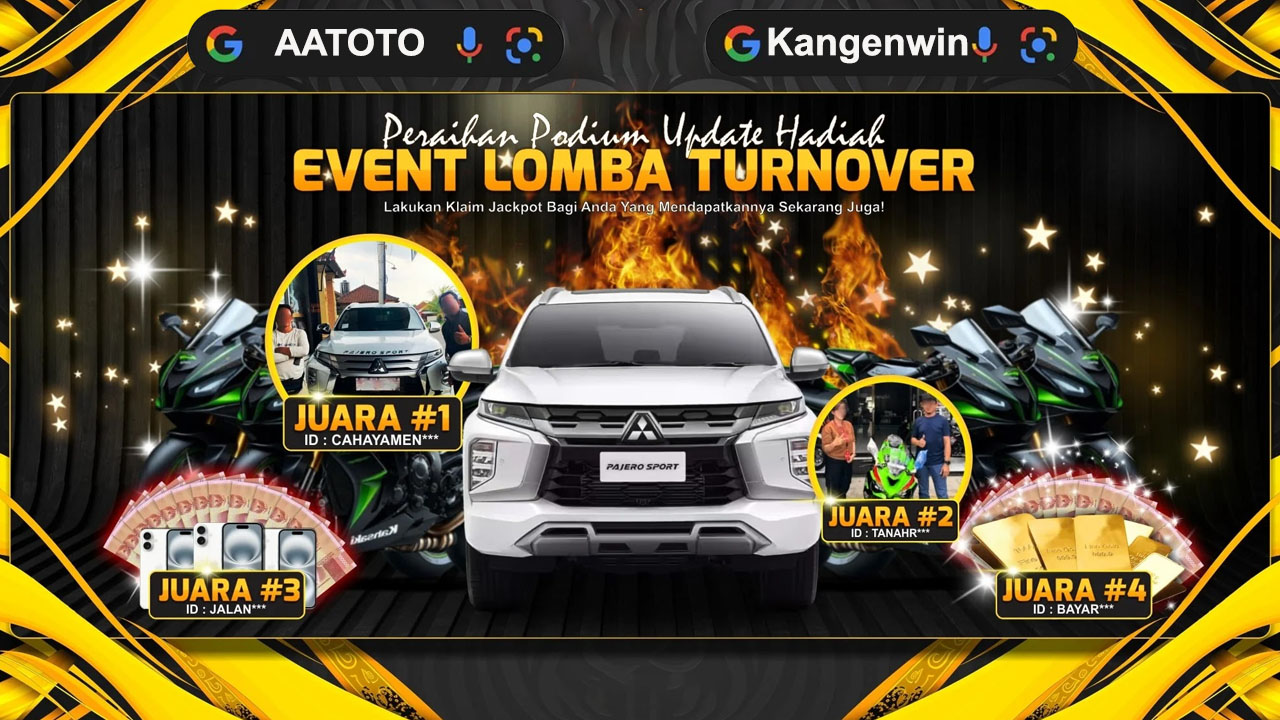 AATOTO
Kangenwin
Peraihan Podium Update Hadiah
EVENT LOMBA TURNOVER
Lakukan Klaim Jackpot Bagi Anda Yang Mendapatkannya Sekarang Juga!
PAJERO SPORT
JUARA #1
ID : CAHAYAMEN***
PAJERO SPORT
JUARA #2
ID : TANAHR***
Kawasaki
JUARA #3
ID : JALAN***
JUARA #4
ID : BAYAR***